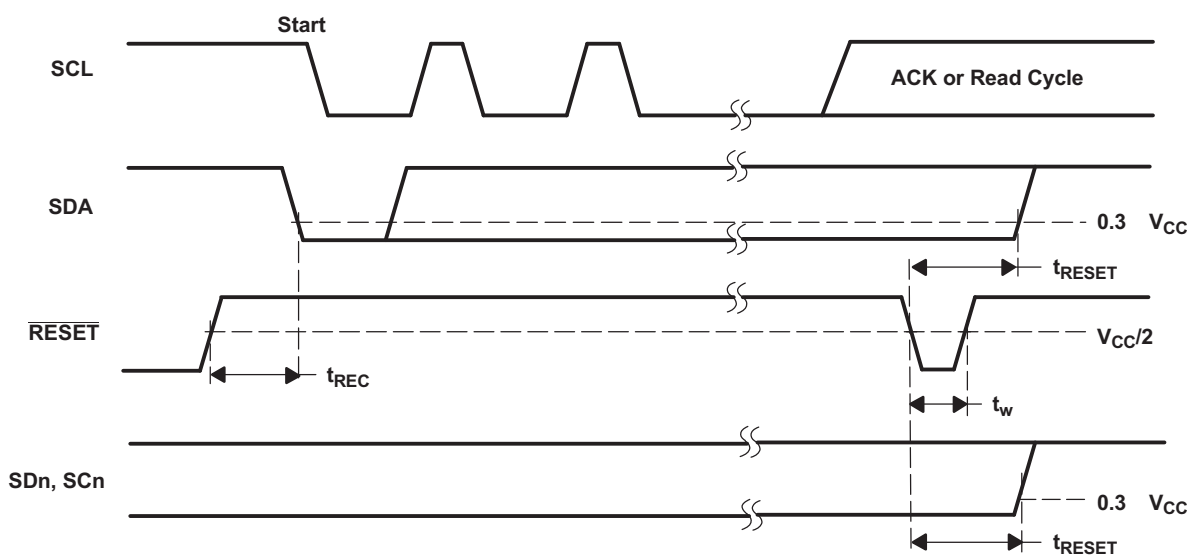 Start
SCL
ACK or Read Cycle
SDA
0.3 VCC
tRESET
RESET
VCC/2
tREC
tw
SDn, SCn
0.3 VCC
tRESET